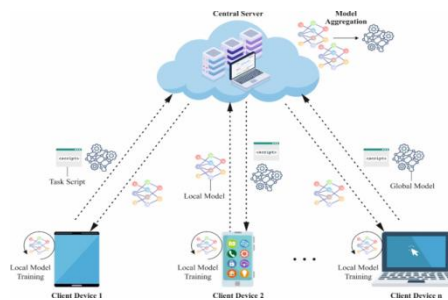 Central Server
Model
Aggregation
Task Script
Local Model
Global Model
Local Model
Training
Client Device 1
Local Model
Training
Client Device 2
Local Model
Training
Client Device n